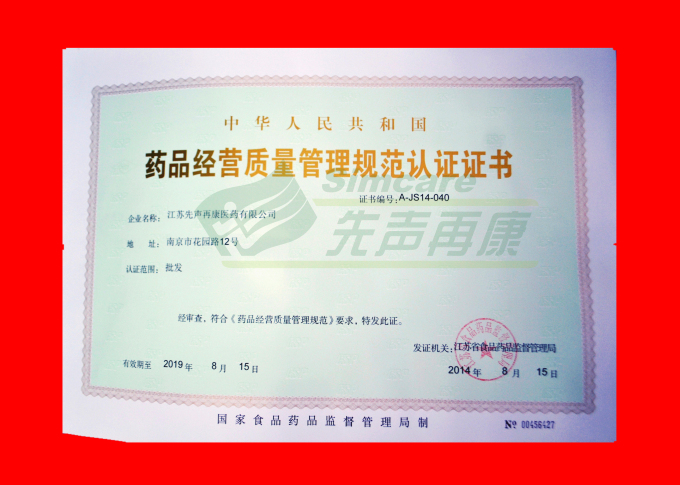 中华人民共和国
药品经营质量管理规范认证证书
Simcare
先声再康
证书编号: A-JS14-040
企业名称: 江苏先声再康医药有限公司
地 址: 南京市花园路12号
认证范围: 批发
经审查，符合《药品经营质量管理规范》要求，特发此证。
发证机关: 江苏省食品药品监督管理局
有效期至 2019 年 8 月 15 日
2014 年 8 月 15 日
国家食品药品监督管理局制
№ 00456427